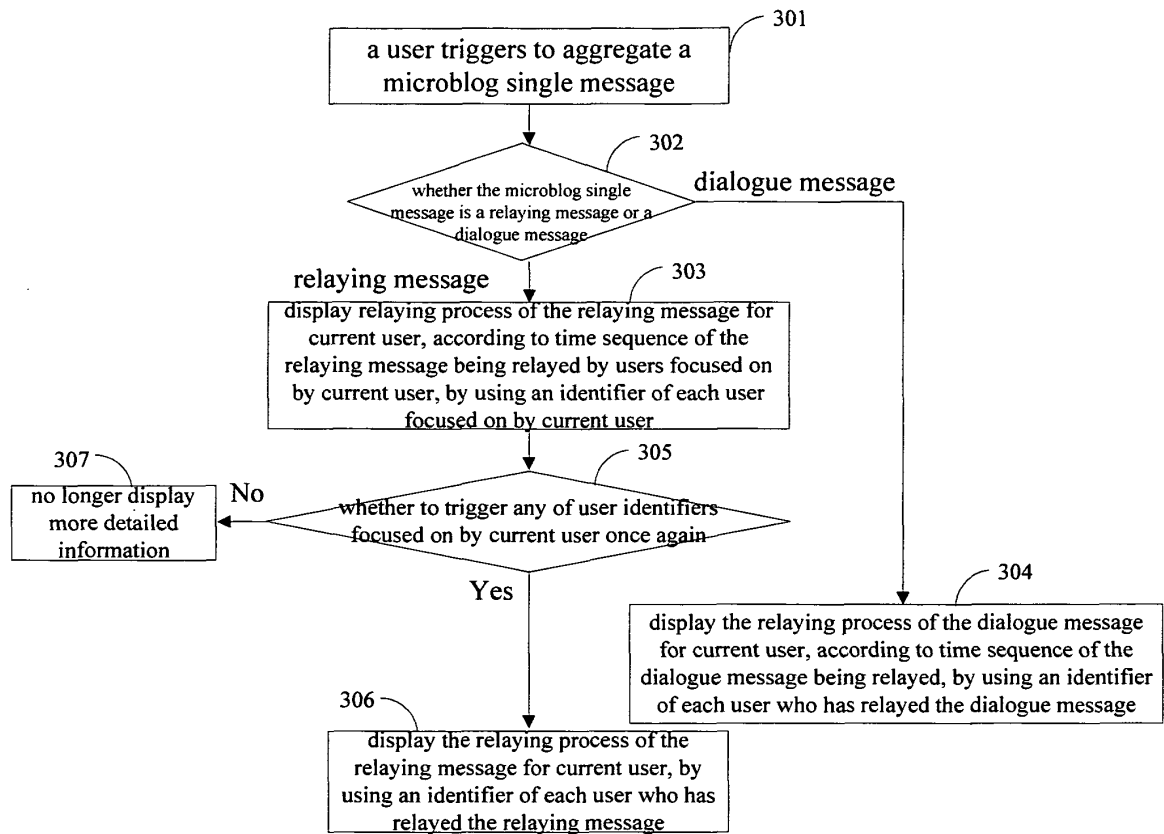 301
a user triggers to aggregate a
microblog single message
302
whether the microblog single
message is a relaying message or a
dialogue message
dialogue message
relaying message
303
display relaying process of the relaying message for
current user, according to time sequence of the
relaying message being relayed by users focused on
by current user, by using an identifier of each user
focused on by current user
305
whether to trigger any of user identifiers
focused on by current user once again
No
307
no longer display
more detailed
information
Yes
304
display the relaying process of the dialogue message
for current user, according to time sequence of the
dialogue message being relayed, by using an identifier
of each user who has relayed the dialogue message
306
display the relaying process of the
relaying message for current user, by
using an identifier of each user who has
relayed the relaying message